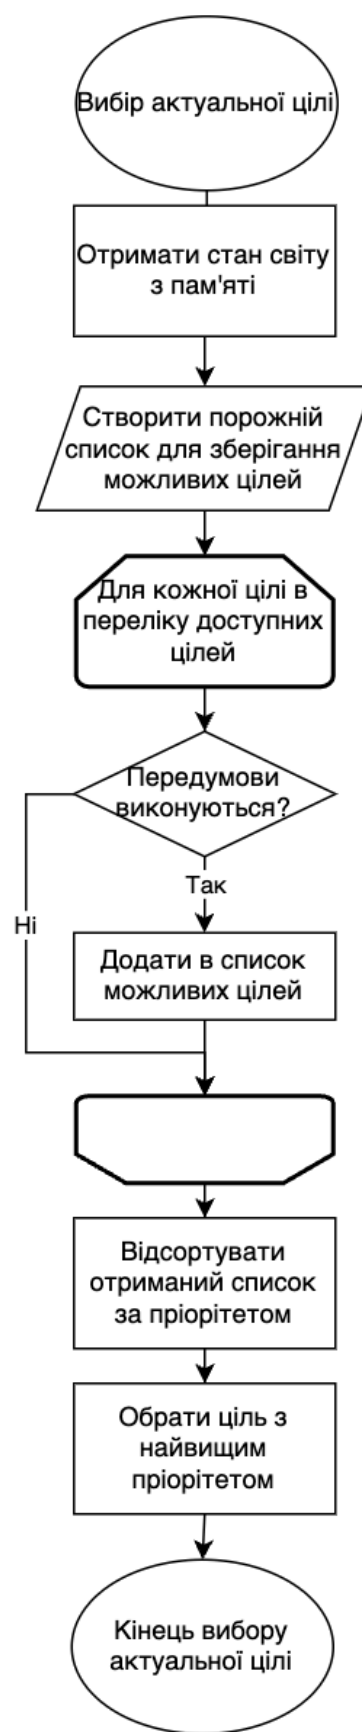 Вибір актуальної цілі
Отримати стан світу
з пам'яті
Створити порожній
список для зберігання
можливих цілей
Для кожної цілі в
переліку доступних
цілей
Передумови
виконуються?
Так
Ні
Додати в список
можливих цілей
Відсортувати
отриманий список
за пріорітетом
Обрати ціль з
найвищим
пріорітетом
Кінець вибору
актуальної цілі